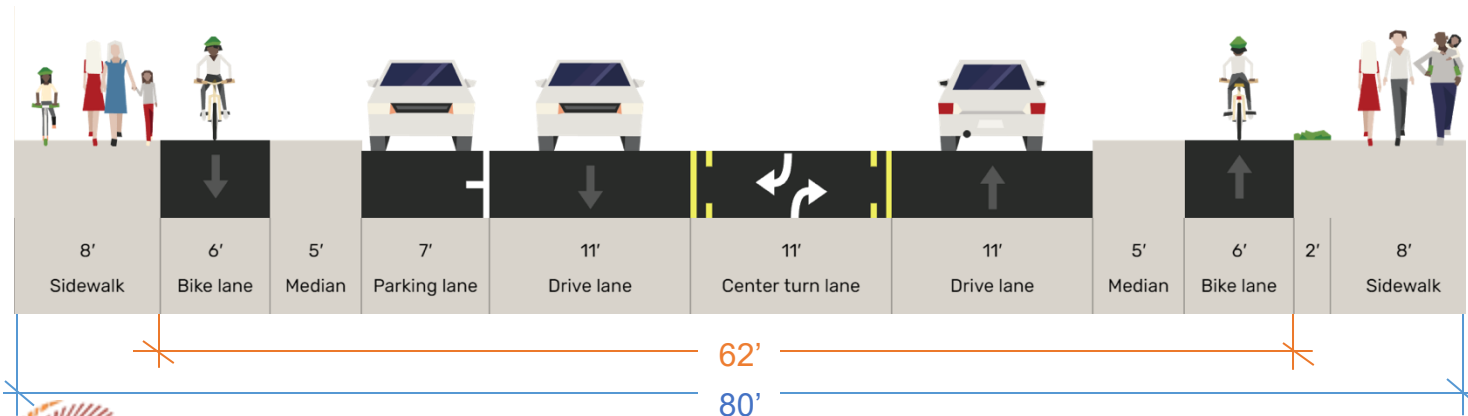 8’ 6’ 5’ 7’ 11’ 11’ 11’ 5’ 6’ 2’ 8’
Sidewalk Bike lane Median Parking lane Drive lane Center turn lane Drive lane Median Bike lane Sidewalk
62’
80’